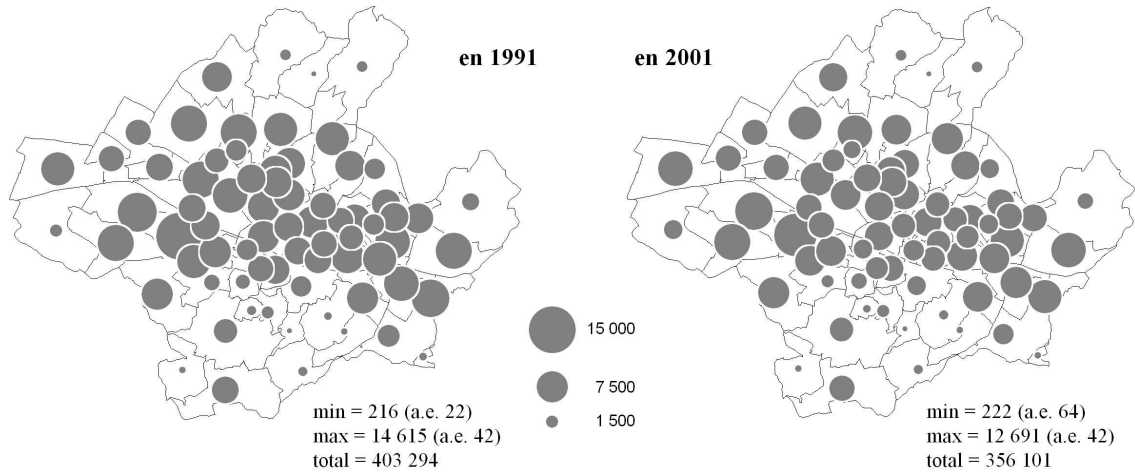 en 1991
en 2001
15 000
7 500
1 500
min = 216 (a.e. 22)
max = 14 615 (a.e. 42)
total = 403 294
min = 222 (a.e. 64)
max = 12 691 (a.e. 42)
total = 356 101